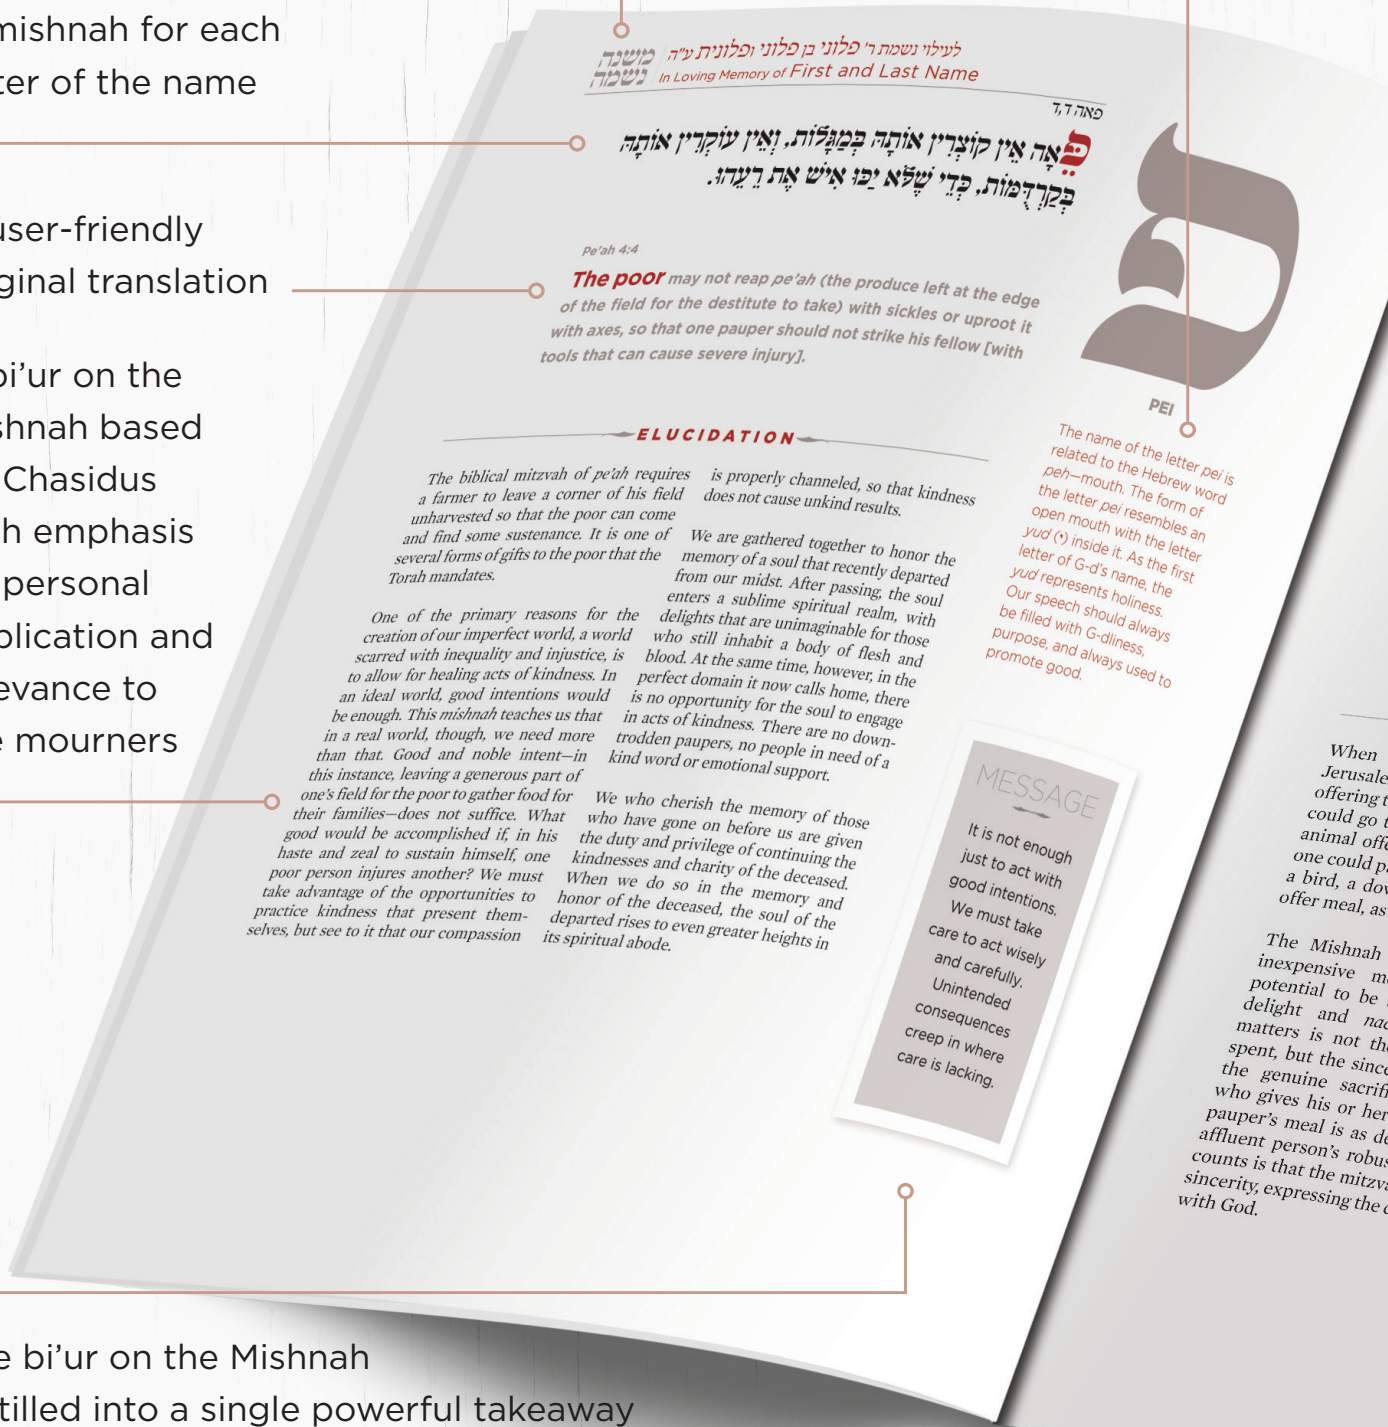 mishnah for each
ter of the name
user-friendly
ginal translation
bi'ur on the
shnah based
Chasidus
h emphasis
personal
plication and
evance to
e mourners
e bi'ur on the Mishnah
tilled into a single powerful takeaway
משנה
נשמה
לעילוי נשמת ר' פלוני בן פלוני ופלונית ע"ה
In Loving Memory of First and Last Name
פאה ד,ד
פֵּאָה אֵין קוֹצְרִין אוֹתָהּ בְּמַגָּלוֹת, וְאֵין עוֹקְרִין אוֹתָהּ
בְּקַרְדֻּמּוֹת, כְּדֵי שֶׁלֹּא יַכּוּ אִישׁ אֶת רֵעֵהוּ.
Pe'ah 4:4
The poor may not reap pe'ah (the produce left at the edge
of the field for the destitute to take) with sickles or uproot it
with axes, so that one pauper should not strike his fellow [with
tools that can cause severe injury].
פ
PEI
The name of the letter pei is
related to the Hebrew word
peh—mouth. The form of
the letter pei resembles an
open mouth with the letter
yud (י) inside it. As the first
letter of G-d's name, the
yud represents holiness.
Our speech should always
be filled with G-dliness,
purpose, and always used to
promote good.
ELUCIDATION
The biblical mitzvah of pe'ah requires
a farmer to leave a corner of his field
unharvested so that the poor can come
and find some sustenance. It is one of
several forms of gifts to the poor that the
Torah mandates.
One of the primary reasons for the
creation of our imperfect world, a world
scarred with inequality and injustice, is
to allow for healing acts of kindness. In
an ideal world, good intentions would
be enough. This mishnah teaches us that
in a real world, though, we need more
than that. Good and noble intent—in
this instance, leaving a generous part of
one's field for the poor to gather food for
their families—does not suffice. What
good would be accomplished if, in his
haste and zeal to sustain himself, one
poor person injures another? We must
take advantage of the opportunities to
practice kindness that present them-
selves, but see to it that our compassion
is properly channeled, so that kindness
does not cause unkind results.
We are gathered together to honor the
memory of a soul that recently departed
from our midst. After passing, the soul
enters a sublime spiritual realm, with
delights that are unimaginable for those
who still inhabit a body of flesh and
blood. At the same time, however, in the
perfect domain it now calls home, there
is no opportunity for the soul to engage
in acts of kindness. There are no down-
trodden paupers, no people in need of a
kind word or emotional support.
We who cherish the memory of those
who have gone on before us are given
the duty and privilege of continuing the
kindnesses and charity of the deceased.
When we do so in the memory and
honor of the deceased, the soul of the
departed rises to even greater heights in
its spiritual abode.
MESSAGE
It is not enough
just to act with
good intentions.
We must take
care to act wisely
and carefully.
Unintended
consequences
creep in where
care is lacking.
When
Jerusale
offering t
could go t
animal offe
one could pa
a bird, a dov
offer meal, as
The Mishnah
inexpensive m
potential to be
delight and nac
matters is not the
spent, but the since
the genuine sacrifi
who gives his or her
pauper's meal is as de
affluent person's robus
counts is that the mitzva
sincerity, expressing the
with God.